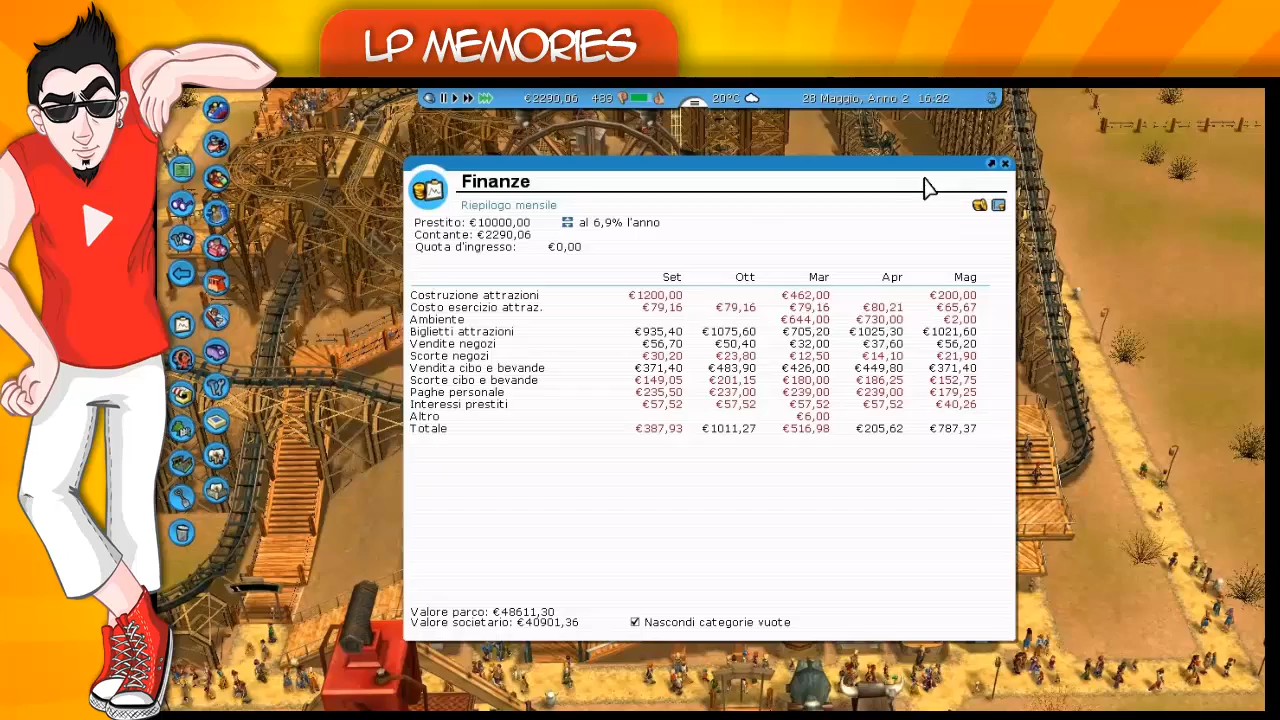 LP MEMORIES
€2290,06 439 20°C 28 Maggio, Anno 2 16:22
Finanze
Riepilogo mensile
Prestito: €10000,00 al 6,9% l'anno
Contante: €2290,06
Quota d'ingresso: €0,00
Set Ott Mar Apr Mag
Costruzione attrazioni €1200,00 €462,00 €200,00
Costo esercizio attraz. €79,16 €79,16 €79,16 €80,21 €65,67
Ambiente €644,00 €730,00 €2,00
Biglietti attrazioni €935,40 €1075,60 €705,20 €1025,30 €1021,60
Vendite negozi €56,70 €50,40 €32,00 €37,60 €56,20
Scorte negozi €30,20 €23,80 €12,50 €14,10 €21,90
Vendita cibo e bevande €371,40 €483,90 €426,00 €449,80 €371,40
Scorte cibo e bevande €149,05 €201,15 €180,00 €186,25 €152,75
Paghe personale €235,50 €237,00 €239,00 €239,00 €179,25
Interessi prestiti €57,52 €57,52 €57,52 €57,52 €40,26
Altro €6,00
Totale €387,93 €1011,27 €516,98 €205,62 €787,37
Valore parco: €48611,30
Valore societario: €40901,36 Nascondi categorie vuote